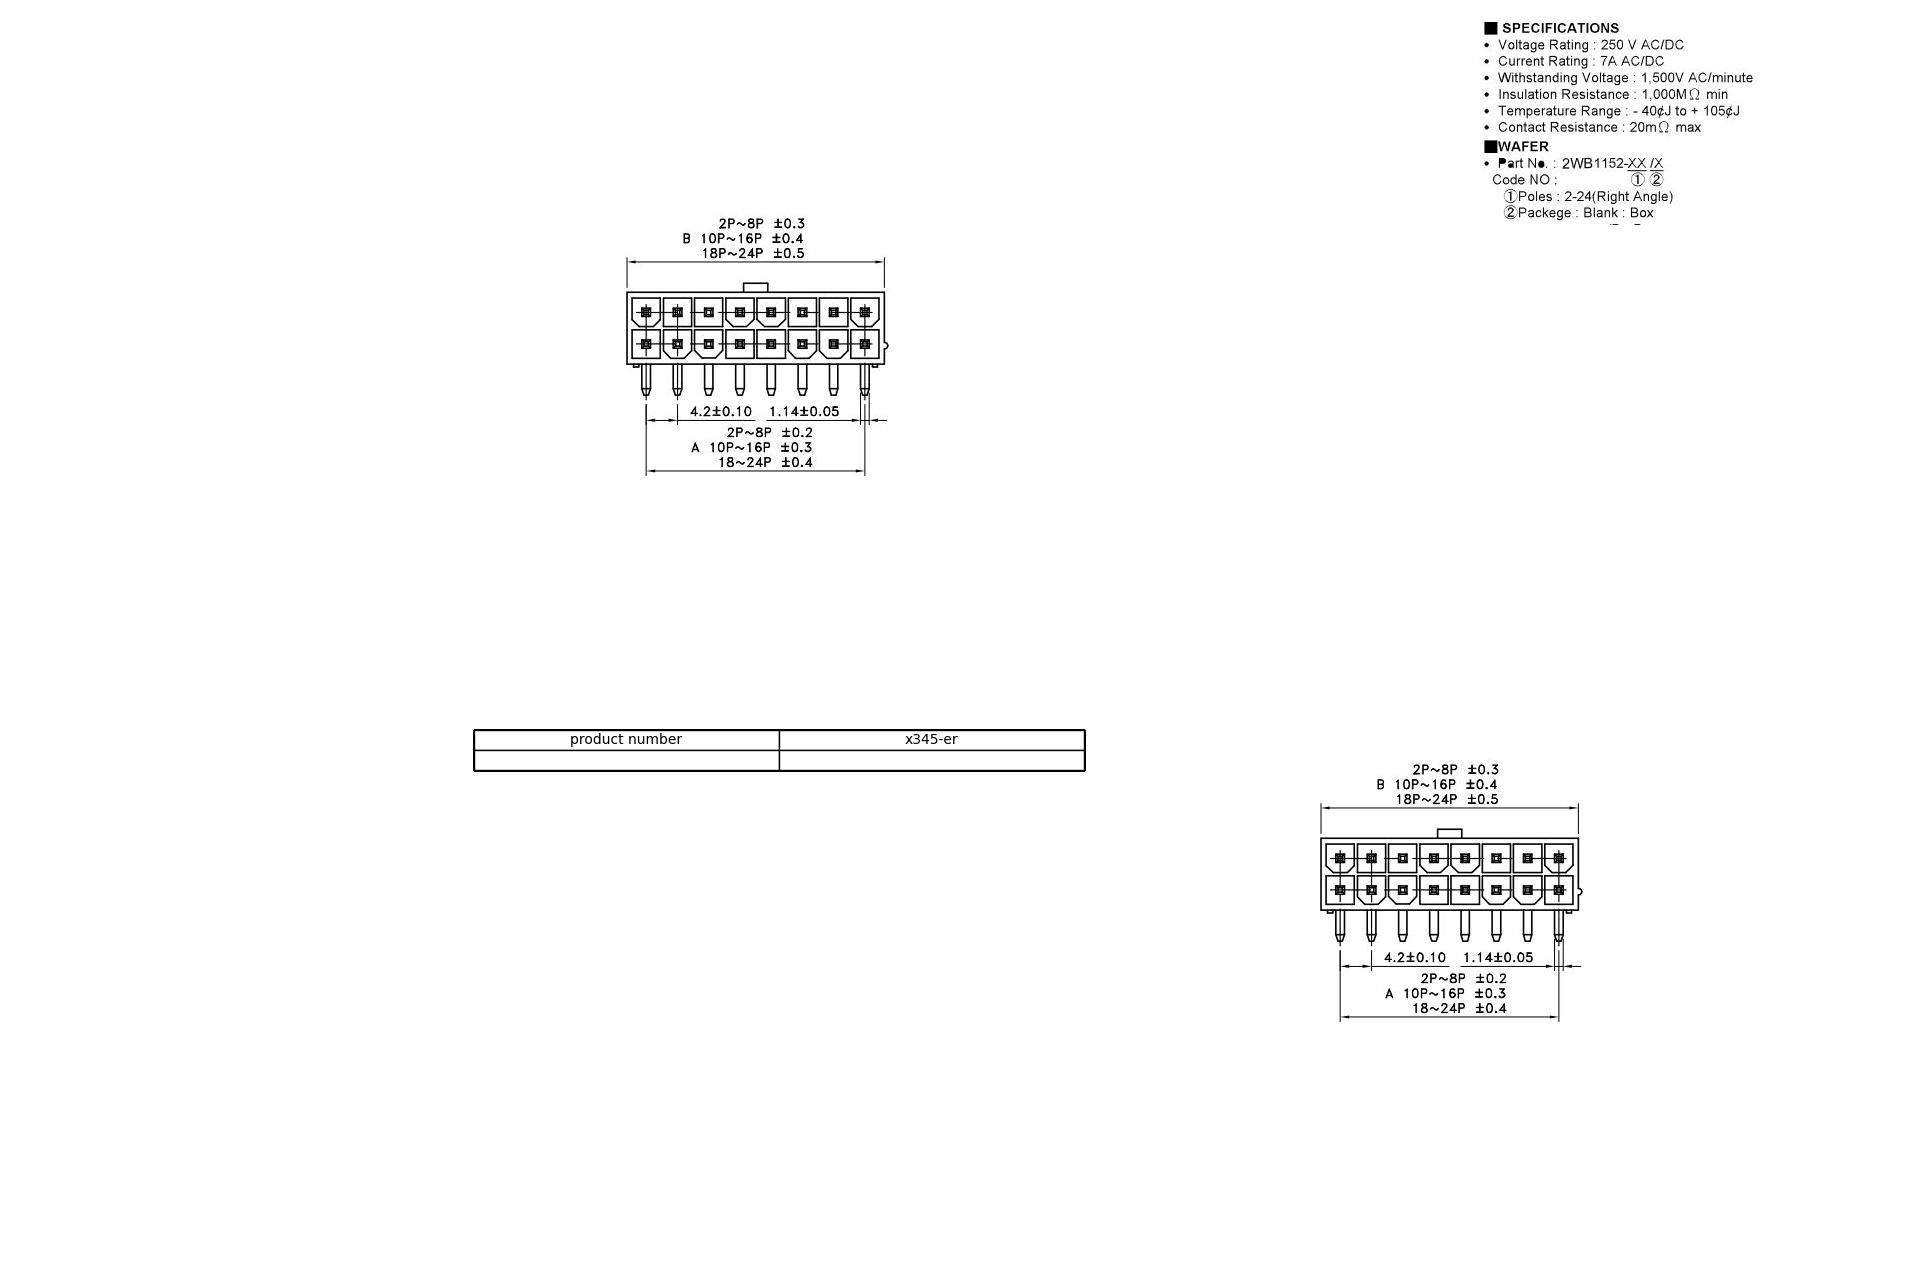 ■ SPECIFICATIONS
• Voltage Rating : 250 V AC/DC
• Current Rating : 7A AC/DC
• Withstanding Voltage : 1,500V AC/minute
• Insulation Resistance : 1,000MΩ min
• Temperature Range : - 40¢J to + 105¢J
• Contact Resistance : 20mΩ max
■WAFER
• Part No. : 2WB1152-XX /X
Code NO : ① ②
①Poles : 2-24(Right Angle)
②Packege : Blank : Box
2P~8P ±0.3
B 10P~16P ±0.4
18P~24P ±0.5
4.2±0.10 1.14±0.05
2P~8P ±0.2
A 10P~16P ±0.3
18~24P ±0.4
product number x345-er
2P~8P ±0.3
B 10P~16P ±0.4
18P~24P ±0.5
4.2±0.10 1.14±0.05
2P~8P ±0.2
A 10P~16P ±0.3
18~24P ±0.4